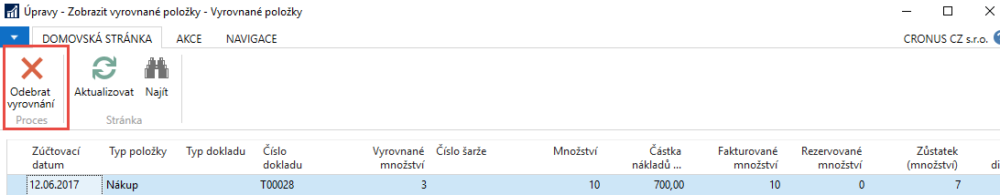 Úpravy - Zobrazit vyrovnané položky - Vyrovnané položky
DOMOVSKÁ STRÁNKA AKCE NAVIGACE CRONUS CZ s.r.o. ?
Odebrat vyrovnání
Aktualizovat
Najít
Proces
Stránka
Zúčtovací datum
Typ položky
Typ dokladu
Číslo dokladu
Vyrovnané množství
Číslo šarže
Množství
Částka nákladů ...
Fakturované množství
Rezervované množství
Zůstatek (množství)
di
12.06.2017 Nákup T00028 3 10 700,00 10 0 7